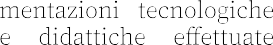 mentazioni tecnologiche
e didattiche effettuate